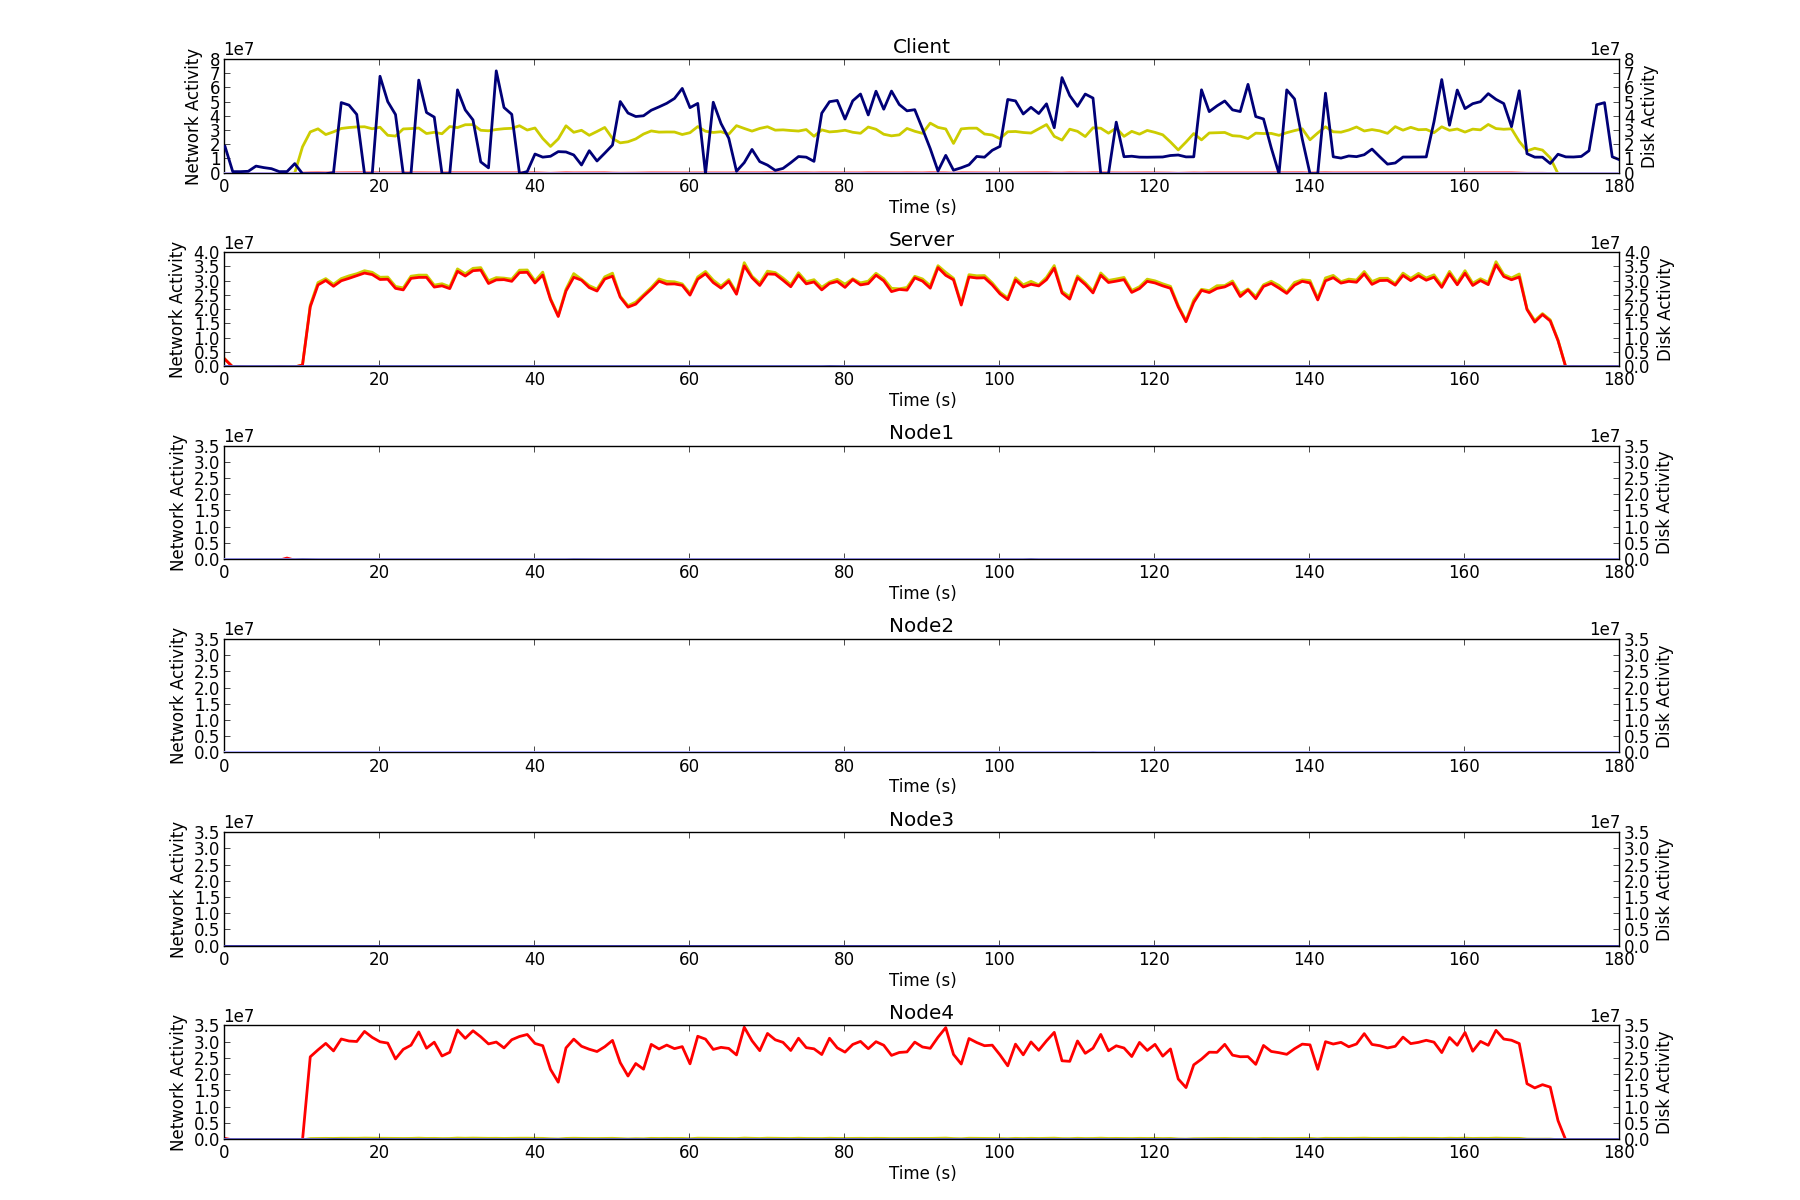 Client
1e7 1e7
Network Activity
8 7 6 5 4 3 2 1 0
Disk Activity
8 7 6 5 4 3 2 1 0
0 20 40 60 80 100 120 140 160 180
Time (s)
Server
1e7 1e7
Network Activity
4.0 3.5 3.0 2.5 2.0 1.5 1.0 0.5 0.0
Disk Activity
4.0 3.5 3.0 2.5 2.0 1.5 1.0 0.5 0.0
0 20 40 60 80 100 120 140 160 180
Time (s)
Node1
1e7 1e7
Network Activity
3.5 3.0 2.5 2.0 1.5 1.0 0.5 0.0
Disk Activity
3.5 3.0 2.5 2.0 1.5 1.0 0.5 0.0
0 20 40 60 80 100 120 140 160 180
Time (s)
Node2
1e7 1e7
Network Activity
3.5 3.0 2.5 2.0 1.5 1.0 0.5 0.0
Disk Activity
3.5 3.0 2.5 2.0 1.5 1.0 0.5 0.0
0 20 40 60 80 100 120 140 160 180
Time (s)
Node3
1e7 1e7
Network Activity
3.5 3.0 2.5 2.0 1.5 1.0 0.5 0.0
Disk Activity
3.5 3.0 2.5 2.0 1.5 1.0 0.5 0.0
0 20 40 60 80 100 120 140 160 180
Time (s)
Node4
1e7 1e7
Network Activity
3.5 3.0 2.5 2.0 1.5 1.0 0.5 0.0
Disk Activity
3.5 3.0 2.5 2.0 1.5 1.0 0.5 0.0
0 20 40 60 80 100 120 140 160 180
Time (s)